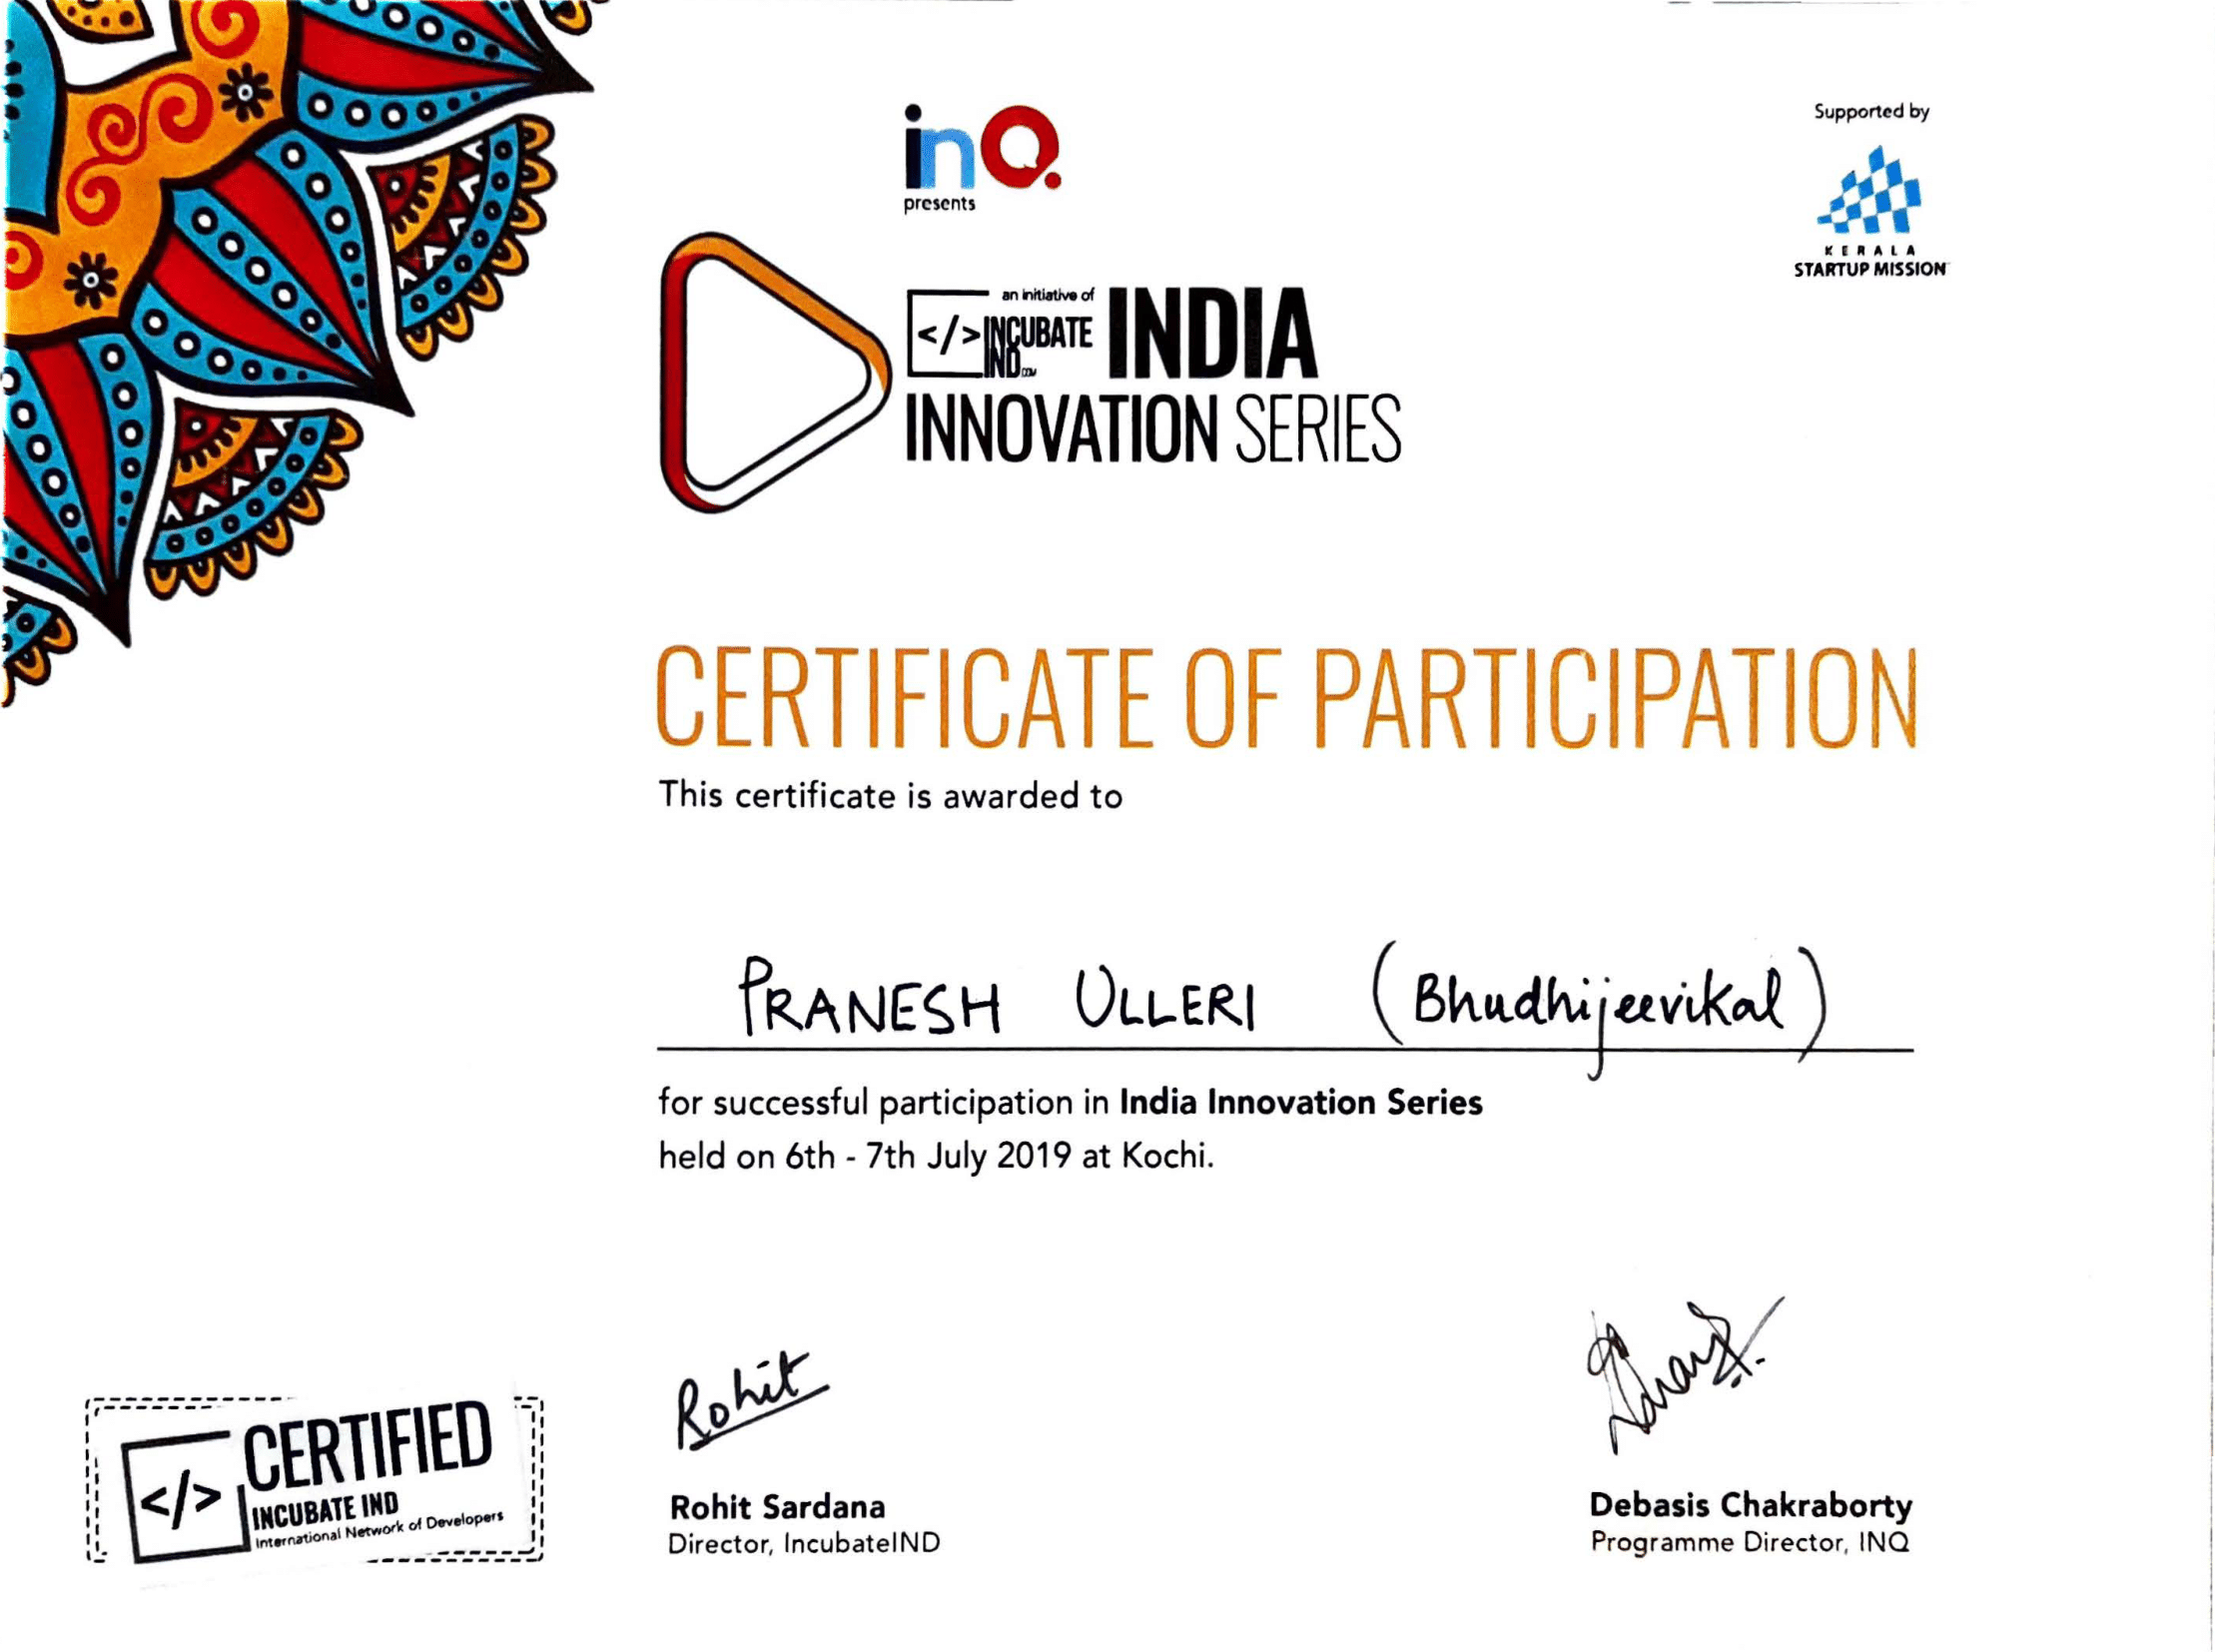 inQ.
presents
Supported by
KERALA
STARTUP MISSION
an initiative of
</>INCUBATE
IND.COM
INDIA
INNOVATION SERIES
CERTIFICATE OF PARTICIPATION
This certificate is awarded to
PRANESH ULLERI (Bhudhijeevikal)
for successful participation in India Innovation Series
held on 6th - 7th July 2019 at Kochi.
Rohit
Rohit Sardana
Director, IncubateIND
Debasis Chakraborty
Programme Director, INQ
</> CERTIFIED
INCUBATE IND
International Network of Developers